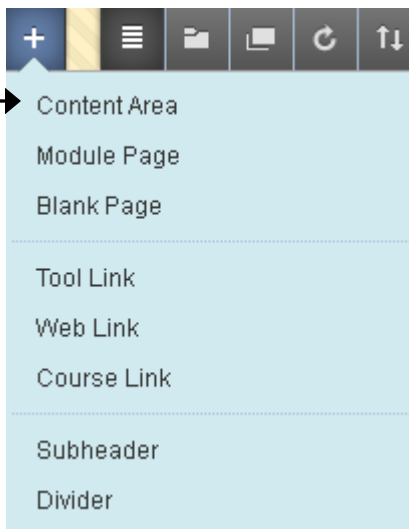 Content Area
Module Page
Blank Page
Tool Link
Web Link
Course Link
Subheader
Divider